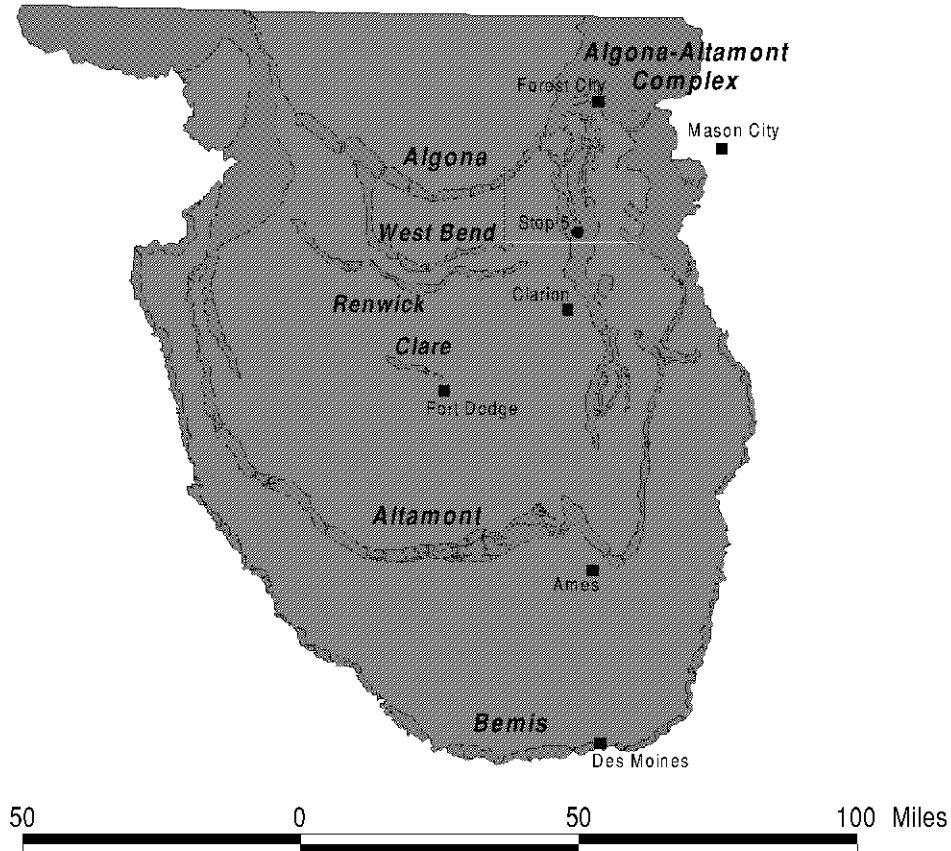 Algona-Altamont
Complex
Forest City
Mason City
Algona
West Bend
Stop 5
Renwick
Clarion
Clare
Fort Dodge
Altamont
Ames
Bemis
Des Moines
50 0 50 100 Miles